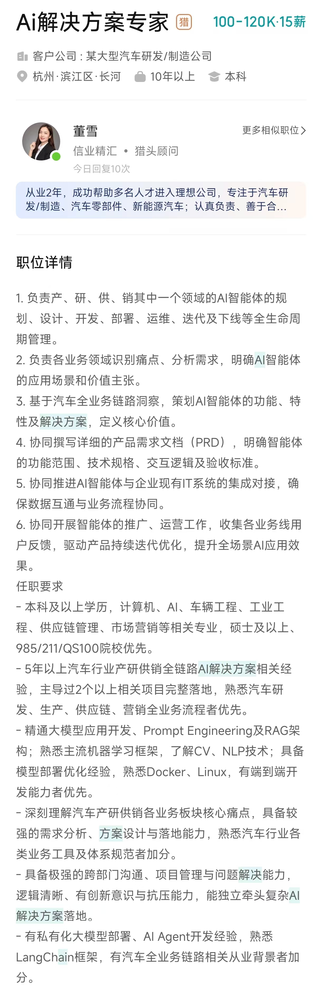 Ai解决方案专家 猎 100-120K·15薪
客户公司 : 某大型汽车研发/制造公司
杭州·滨江区·长河 10年以上 本科
董雪 更多相似职位
信业精汇 • 猎头顾问
今日回复10次
从业2年，成功帮助多名人才进入理想公司，专注于汽车研
发/制造、汽车零部件、新能源汽车；认真负责、善于合...
职位详情
1. 负责产、研、供、销其中一个领域的AI智能体的规
划、设计、开发、部署、运维、迭代及下线等全生命周
期管理。
2. 负责各业务领域识别痛点、分析需求，明确AI智能体
的应用场景和价值主张。
3. 基于汽车全业务链路洞察，策划AI智能体的功能、特
性及解决方案，定义核心价值。
4. 协同撰写详细的产品需求文档（PRD），明确智能体
的功能范围、技术规格、交互逻辑及验收标准。
5. 协同推进AI智能体与企业现有IT系统的集成对接，确
保数据互通与业务流程协同。
6. 协同开展智能体的推广、运营工作，收集各业务线用
户反馈，驱动产品持续迭代优化，提升全场景AI应用效
果。
任职要求
- 本科及以上学历，计算机、AI、车辆工程、工业工
程、供应链管理、市场营销等相关专业，硕士及以上、
985/211/QS100院校优先。
- 5年以上汽车行业产研供销全链路AI解决方案相关经
验，主导过2个以上相关项目完整落地，熟悉汽车研
发、生产、供应链、营销全业务流程者优先。
- 精通大模型应用开发、Prompt Engineering及RAG架
构；熟悉主流机器学习框架，了解CV、NLP技术；具备
模型部署优化经验，熟悉Docker、Linux，有端到端开
发能力者优先。
- 深刻理解汽车产研供销各业务板块核心痛点，具备较
强的需求分析、方案设计与落地能力，熟悉汽车行业各
类业务工具及体系规范者加分。
- 具备极强的跨部门沟通、项目管理与问题解决能力，
逻辑清晰、有创新意识与抗压能力，能独立牵头复杂AI
解决方案落地。
- 有私有化大模型部署、AI Agent开发经验，熟悉
LangChain框架，有汽车全业务链路相关从业背景者加
分。